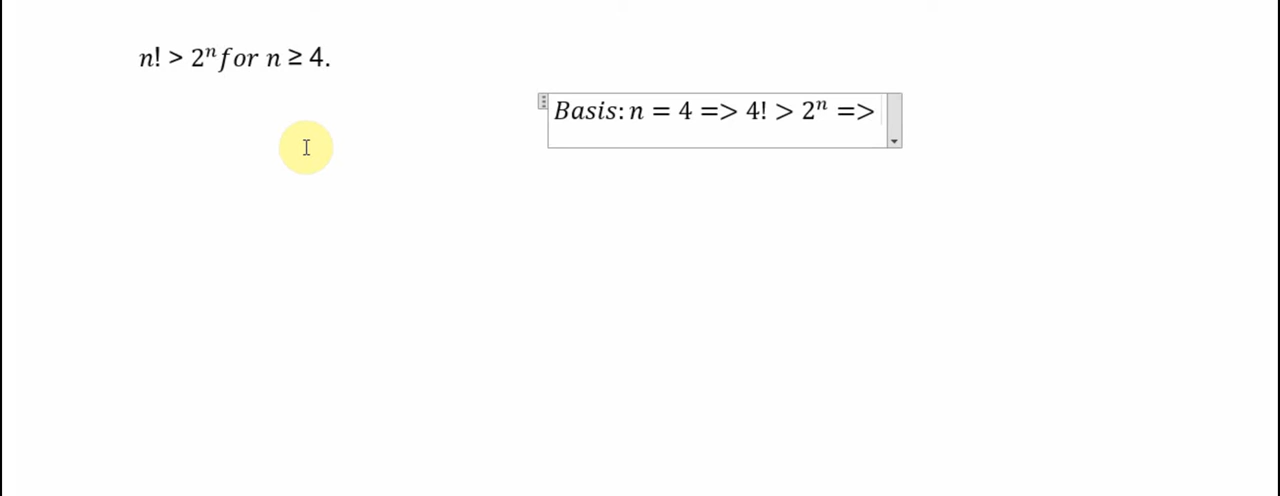 n! > 2ⁿ for n ≥ 4.
Basis: n = 4 => 4! > 2ⁿ =>